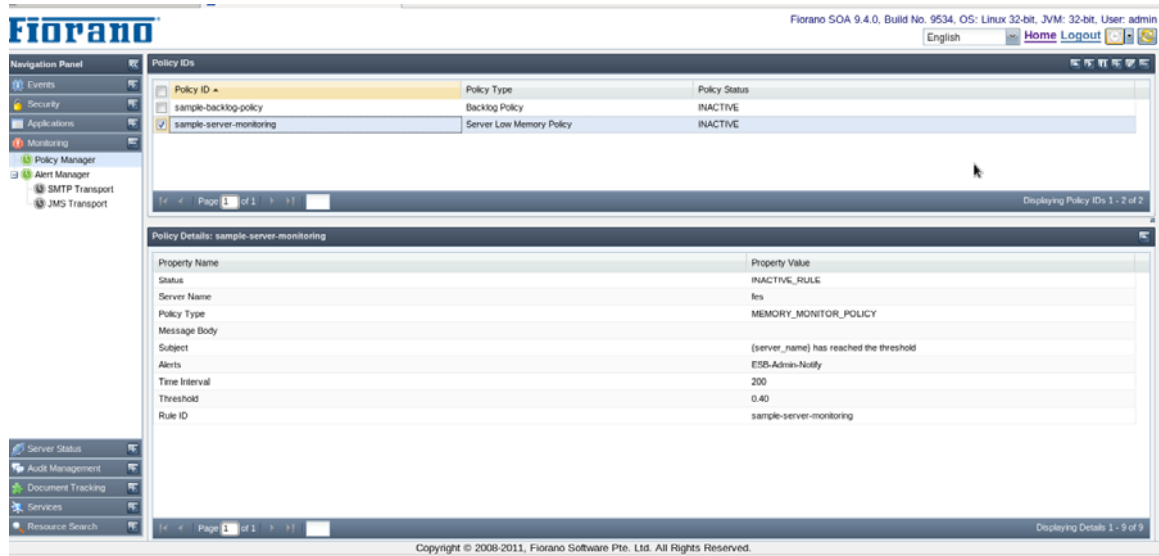 Fiorano
Fiorano SOA 9.4.0, Build No. 9534, OS: Linux 32-bit, JVM: 32-bit, User: admin
English Home Logout
Navigation Panel
Events
Security
Applications
Monitoring
Policy Manager
Alert Manager
SMTP Transport
JMS Transport
Server Status
Audit Management
Document Tracking
Services
Resource Search
Policy IDs
Policy ID Policy Type Policy Status
sample-backlog-policy Backlog Policy INACTIVE
sample-server-monitoring Server Low Memory Policy INACTIVE
Page 1 of 1 Displaying Policy IDs 1 - 2 of 2
Policy Details: sample-server-monitoring
Property Name Property Value
Status INACTIVE_RULE
Server Name fes
Policy Type MEMORY_MONITOR_POLICY
Message Body
Subject {server_name} has reached the threshold
Alerts ESB-Admin-Notify
Time Interval 200
Threshold 0.40
Rule ID sample-server-monitoring
Page 1 of 1 Displaying Details 1 - 9 of 9
Copyright © 2008-2011, Fiorano Software Pte. Ltd. All Rights Reserved.